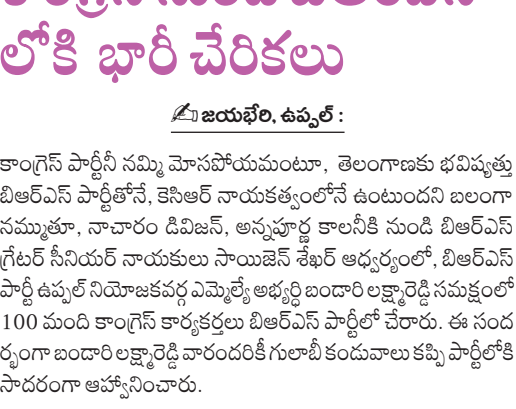 లోకి భారీ చేరికలు
జయభేరి, ఉప్పల్ :
కాంగ్రెస్ పార్టీనీ నమ్మి మోసపోయమంటూ, తెలంగాణకు భవిష్యత్తు
బిఆర్ఎస్ పార్టీతోనే, కెసిఆర్ నాయకత్వంలోనే ఉంటుందని బలంగా
నమ్ముతూ, నాచారం డివిజన్, అన్నపూర్ణ కాలనీకి నుండి బిఆర్ఎస్
గ్రేటర్ సీనియర్ నాయకులు సాయిజెన్ శేఖర్ ఆధ్వర్యంలో, బిఆర్ఎస్
పార్టీ ఉప్పల్ నియోజకవర్గ ఎమ్మెల్యే అభ్యర్థి బండారి లక్ష్మారెడ్డి సమక్షంలో
100 మంది కాంగ్రెస్ కార్యకర్తలు బిఆర్ఎస్ పార్టీలో చేరారు. ఈ సంద
ర్భంగా బండారి లక్ష్మారెడ్డి వారందరికీ గులాబీ కండువాలు కప్పి పార్టీలోకి
సాదరంగా ఆహ్వానించారు.